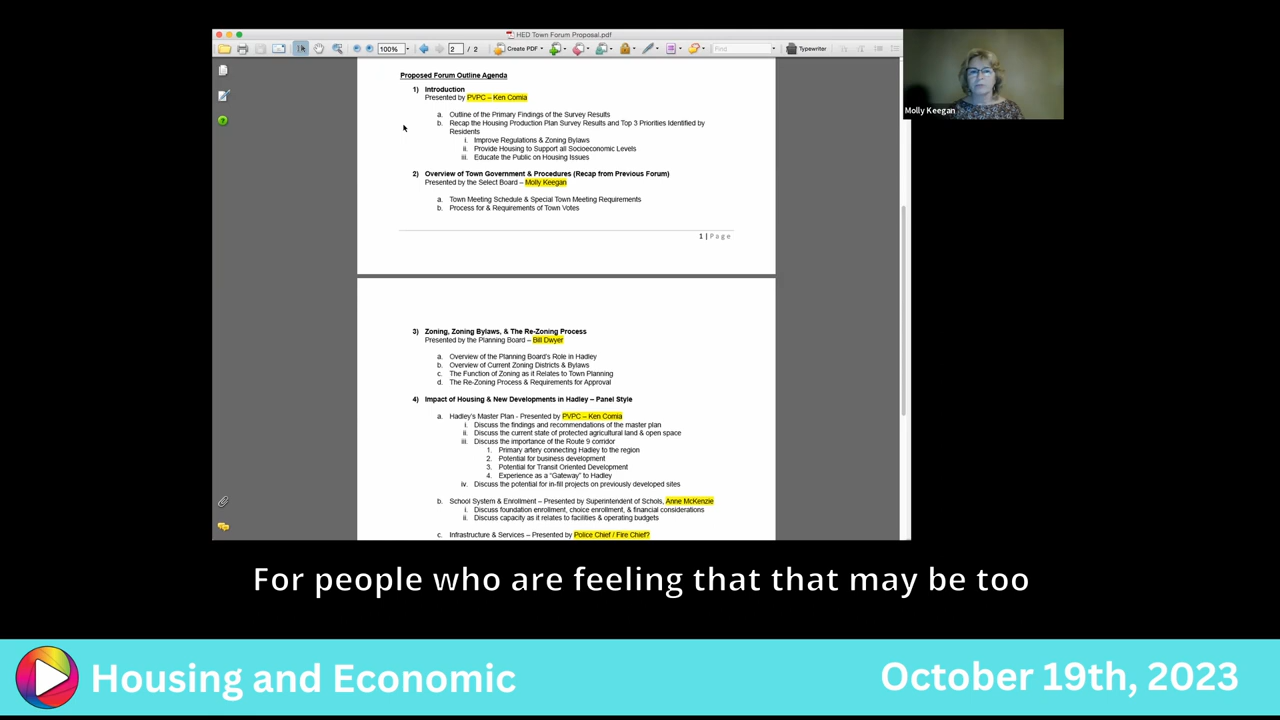 HED Town Forum Proposal.pdf
100%
2 / 2
Create PDF
Find
Typewriter
Molly Keegan
Proposed Forum Outline Agenda
1) Introduction
Presented by PVPC – Ken Comia
a. Outline of the Primary Findings of the Survey Results
b. Recap the Housing Production Plan Survey Results and Top 3 Priorities Identified by
Residents
i. Improve Regulations & Zoning Bylaws
ii. Provide Housing to Support all Socioeconomic Levels
iii. Educate the Public on Housing Issues
2) Overview of Town Government & Procedures (Recap from Previous Forum)
Presented by the Select Board – Molly Keegan
a. Town Meeting Schedule & Special Town Meeting Requirements
b. Process for & Requirements of Town Votes
1 | Page
3) Zoning, Zoning Bylaws, & The Re-Zoning Process
Presented by the Planning Board – Bill Dwyer
a. Overview of the Planning Board's Role in Hadley
b. Overview of Current Zoning Districts & Bylaws
c. The Function of Zoning as it Relates to Town Planning
d. The Re-Zoning Process & Requirements for Approval
4) Impact of Housing & New Developments in Hadley – Panel Style
a. Hadley's Master Plan - Presented by PVPC – Ken Comia
i. Discuss the findings and recommendations of the master plan
ii. Discuss the current state of protected agricultural land & open space
iii. Discuss the importance of the Route 9 corridor
1. Primary artery connecting Hadley to the region
2. Potential for business development
3. Potential for Transit Oriented Development
4. Experience as a "Gateway" to Hadley
iv. Discuss the potential for in-fill projects on previously developed sites
b. School System & Enrollment – Presented by Superintendent of Schols, Anne McKenzie
i. Discuss foundation enrollment, choice enrollment, & financial considerations
ii. Discuss capacity as it relates to facilities & operating budgets
c. Infrastructure & Services – Presented by Police Chief / Fire Chief?
For people who are feeling that that may be too
Housing and Economic
October 19th, 2023